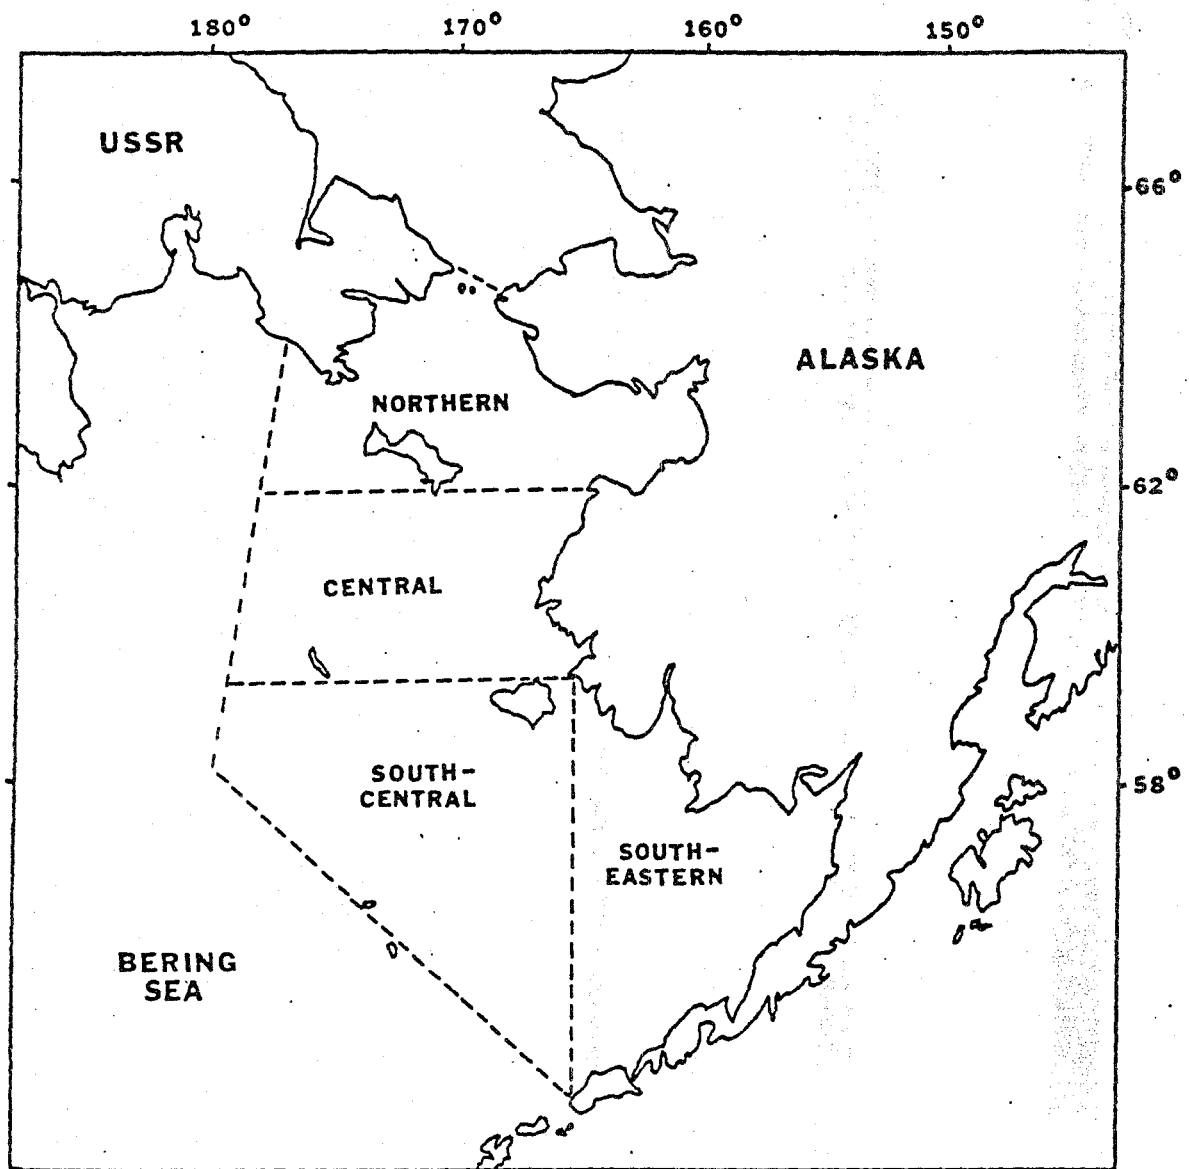 180° 170° 160° 150°
USSR
66°
ALASKA
NORTHERN
62°
CENTRAL
SOUTH-
CENTRAL
58°
SOUTH-
EASTERN
BERING
SEA